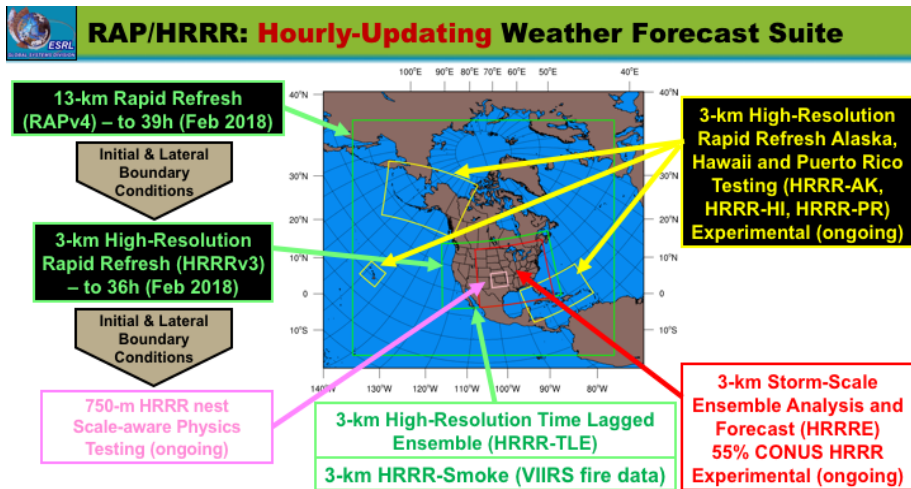 ESRL
GLOBAL SYSTEMS DIVISION
RAP/HRRR: Hourly-Updating Weather Forecast Suite
13-km Rapid Refresh
(RAPv4) – to 39h (Feb 2018)
Initial & Lateral
Boundary
Conditions
3-km High-Resolution
Rapid Refresh (HRRRv3)
– to 36h (Feb 2018)
Initial & Lateral
Boundary
Conditions
750-m HRRR nest
Scale-aware Physics
Testing (ongoing)
100°E 90°E 80°E 70°E 60°E 50°E 40°E
40°N 40°N
30°N 30°N
20°N 20°N
10°N 10°N
0 0
10°S 10°S
140°W 130°W 120°W 110°W 100°W 90°W 80°W
3-km High-Resolution
Rapid Refresh Alaska,
Hawaii and Puerto Rico
Testing (HRRR-AK,
HRRR-HI, HRRR-PR)
Experimental (ongoing)
3-km High-Resolution Time Lagged
Ensemble (HRRR-TLE)
3-km HRRR-Smoke (VIIRS fire data)
3-km Storm-Scale
Ensemble Analysis and
Forecast (HRRRE)
55% CONUS HRRR
Experimental (ongoing)